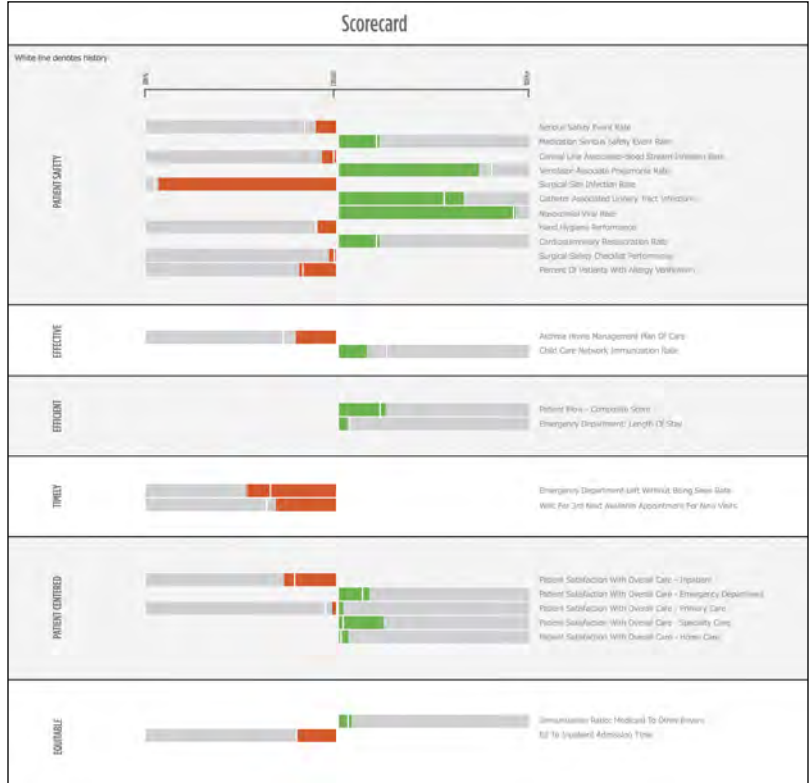 Scorecard
White line denotes history
PATIENT SAFETY
Serious Safety Event Rate
Medication Serious Safety Event Rate
Central Line Associated Blood Stream Infection Rate
Ventilator Associate Pneumonia Rate
Surgical Site Infection Rate
Catheter Associated Urinary Tract Infections
Nosocomial Viral Rate
Hand Hygiene Performance
Cardiopulmonary Resuscitation Rate
Surgical Safety Checklist Performance
Percent Of Patients With Allergy Verification
EFFECTIVE
Asthma Home Management Plan Of Care
Child Care Network Immunization Rate
EFFICIENT
Patient Flow - Composite Score
Emergency Department: Length Of Stay
TIMELY
Emergency Department Left Without Being Seen Rate
Wait For 3rd Next Available Appointment For New Visits
PATIENT CENTERED
Patient Satisfaction With Overall Care - Inpatient
Patient Satisfaction With Overall Care - Emergency Department
Patient Satisfaction With Overall Care - Primary Care
Patient Satisfaction With Overall Care - Specialty Care
Patient Satisfaction With Overall Care - Home Care
EQUITABLE
Immunization Ratio: Medicaid To Other
Ed To Inpatient Admission Time